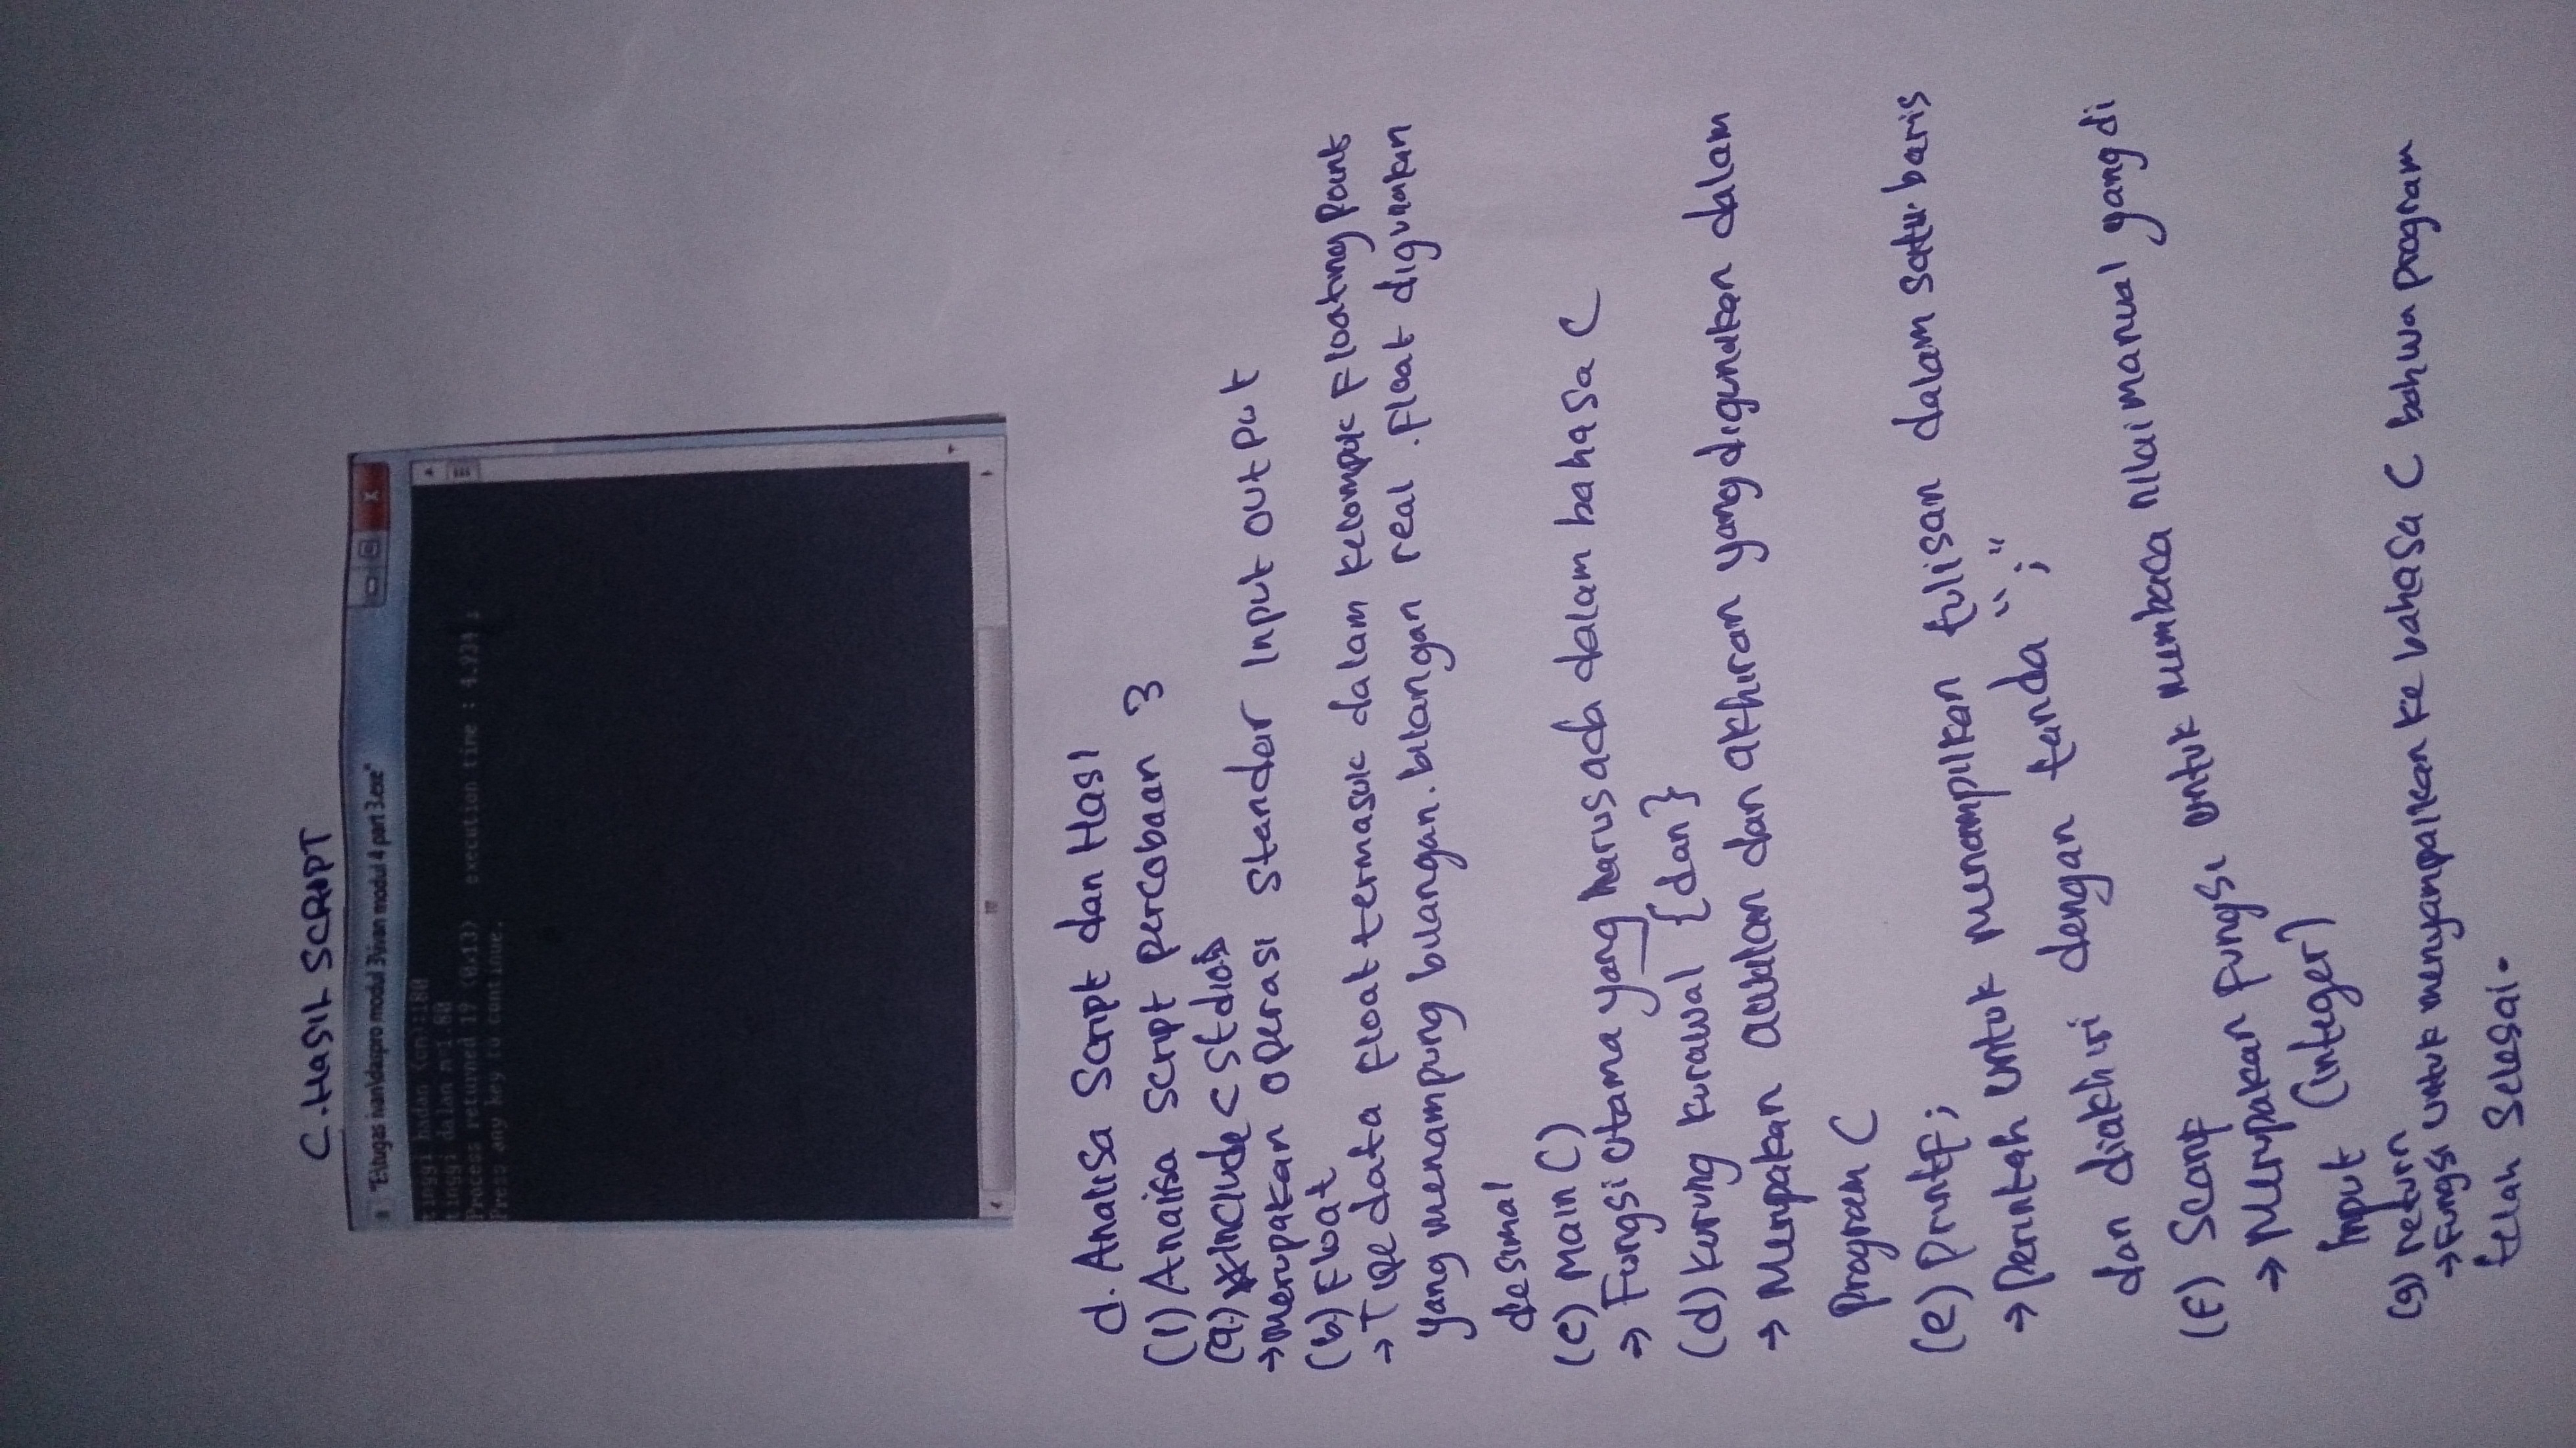 C. HASIL SCRIPT
"E:\tugas ivan\daspro modul 3\ivan modul 4 part 3.exe"
tinggi badan (cm):180
tinggi dalam m=1.80
Process returned 19 (0x13) execution time : 4.931 s
Press any key to continue.
d. Analisa Script dan Hasil
(1) Analisa Script percobaan 3
(a) #include <stdio>
→ merupakan operasi standar input output
(b) Float
→ Tipe data float termasuk dalam kelompok Floating Point
yang menampung bilangan. bilangan real. Float digunakan
desimal
(c) main ()
→ Fungsi utama yang harus ada dalam bahasa C
(d) kurung kurawal { dan }
→ Merupakan awalan dan akhiran yang digunakan dalam
Program C
(e) Printf;
→ Perintah untuk menampilkan tulisan dalam satu baris
dan diakhiri dengan tanda " ; "
(f) Scanf
→ Merupakan fungsi untuk membaca nilai manual yang di
input (integer)
(g) return
→ Fungsi untuk menyampaikan ke bahasa C bahwa program
telah selesai.